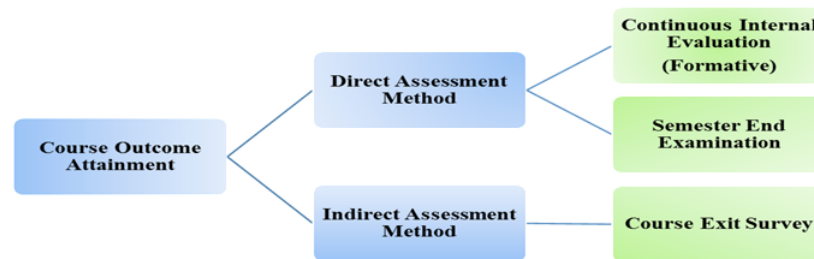 Course Outcome
Attainment
Direct Assessment
Method
Indirect Assessment
Method
Continuous Internal
Evaluation
(Formative)
Semester End
Examination
Course Exit Survey